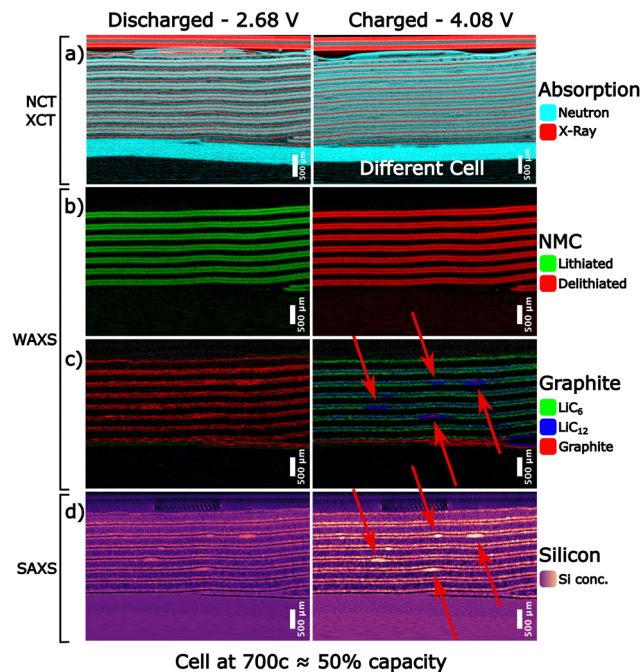 Discharged - 2.68 V
Charged - 4.08 V
a)
NCT
XCT
Absorption
Neutron
X-Ray
500 µm
Different Cell
500 µm
b)
NMC
Lithiated
Delithiated
500 µm
500 µm
WAXS
c)
Graphite
LiC₆
LiC₁₂
Graphite
500 µm
500 µm
d)
SAXS
Silicon
Si conc.
500 µm
500 µm
Cell at 700c ≈ 50% capacity